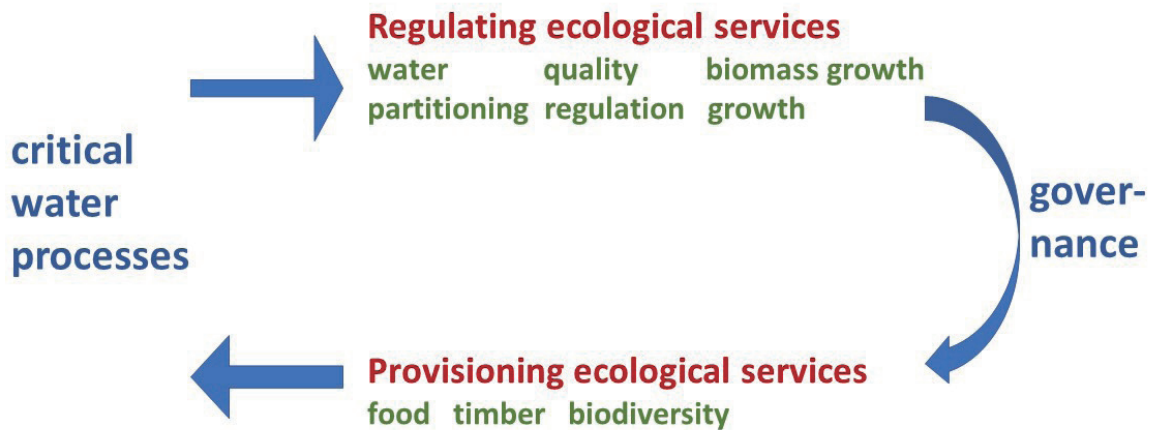 Regulating ecological services
water quality biomass growth
partitioning regulation growth
critical
water
processes
gover-
nance
Provisioning ecological services
food timber biodiversity